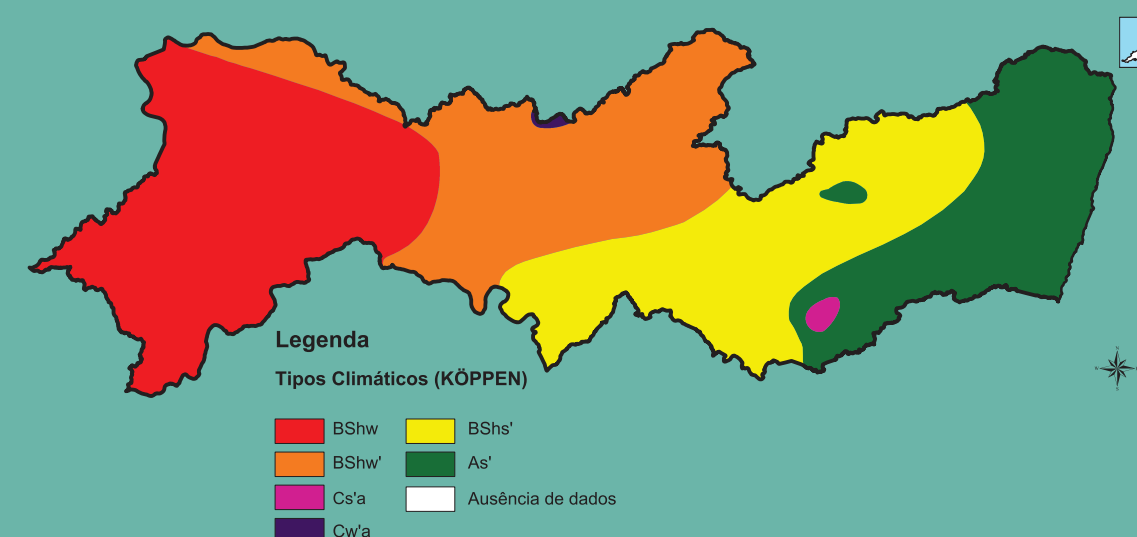 Legenda
Tipos Climáticos (KÖPPEN)
BShw
BShw'
Cs'a
Cw'a
BShs'
As'
Ausência de dados